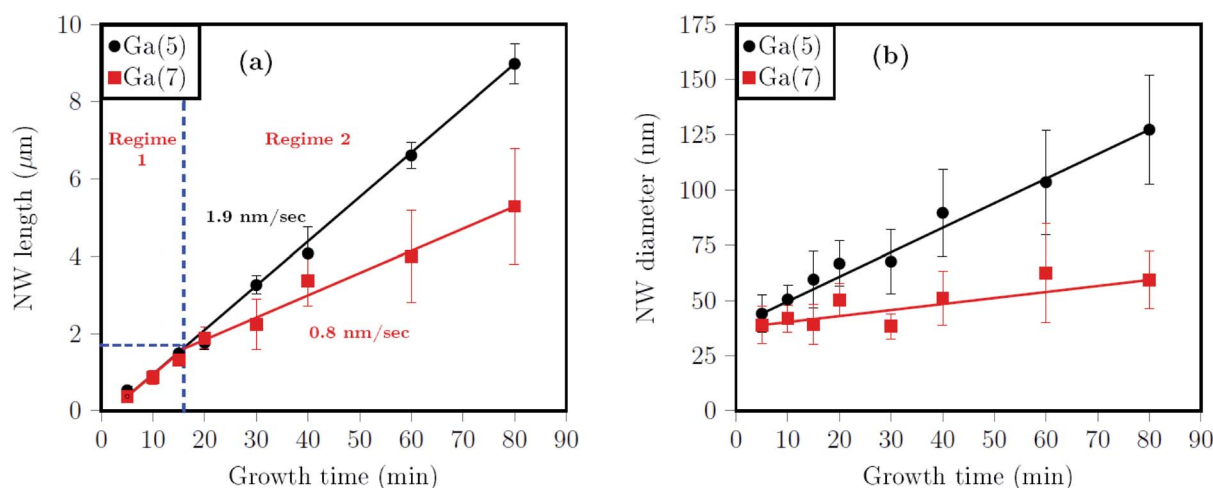 Ga(5)
Ga(7)
(a)
Regime
1
Regime 2
1.9 nm/sec
0.8 nm/sec
NW length (μm)
10
8
6
4
2
0
0 10 20 30 40 50 60 70 80 90
Growth time (min)
Ga(5)
Ga(7)
(b)
NW diameter (nm)
175
150
125
100
75
50
25
0
0 10 20 30 40 50 60 70 80 90
Growth time (min)